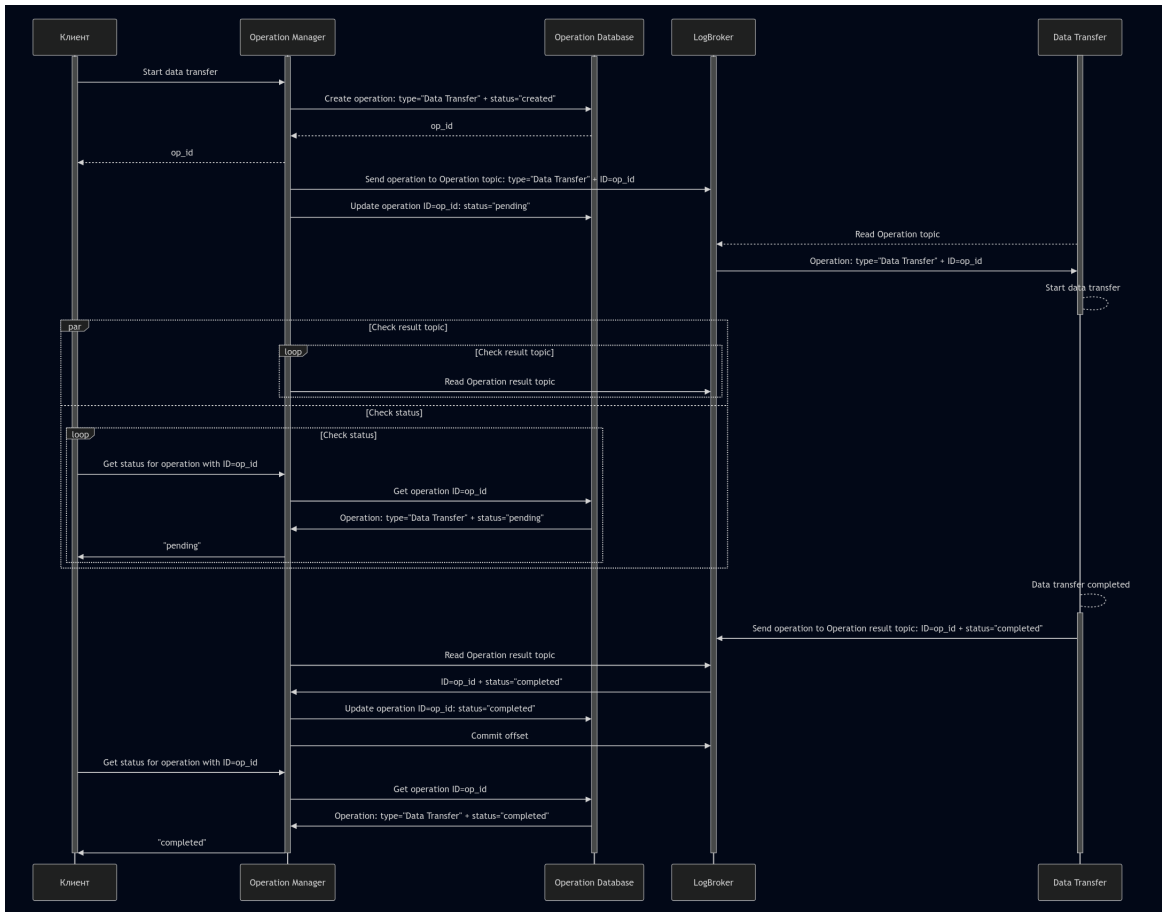 Клиент
Operation Manager
Operation Database
LogBroker
Data Transfer
Start data transfer
Create operation: type="Data Transfer" + status="created"
op_id
op_id
Send operation to Operation topic: type="Data Transfer" + ID=op_id
Update operation ID=op_id: status="pending"
Read Operation topic
Operation: type="Data Transfer" + ID=op_id
Start data transfer
par
[Check result topic]
loop
[Check result topic]
Read Operation result topic
[Check status]
loop
[Check status]
Get status for operation with ID=op_id
Get operation ID=op_id
Operation: type="Data Transfer" + status="pending"
"pending"
Data transfer completed
Send operation to Operation result topic: ID=op_id + status="completed"
Read Operation result topic
ID=op_id + status="completed"
Update operation ID=op_id: status="completed"
Commit offset
Get status for operation with ID=op_id
Get operation ID=op_id
Operation: type="Data Transfer" + status="completed"
"completed"
Клиент
Operation Manager
Operation Database
LogBroker
Data Transfer